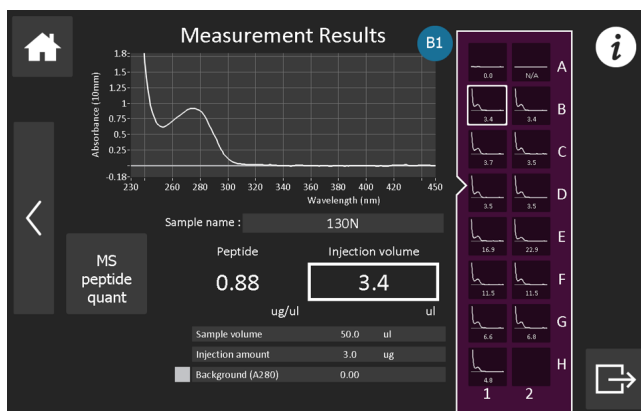 Measurement Results
B1
i
Absorbance (10mm)
1.8
1.5
1.25
1
0.75
0.5
0.25
-0.18
230 260 280 300 320 340 360 380 400 420 450
Wavelength (nm)
Sample name : 130N
MS
peptide
quant
Peptide Injection volume
0.88 3.4
ug/ul ul
Sample volume 50.0 ul
Injection amount 3.0 ug
Background (A280) 0.00
0.0 N/A A
3.4 3.4 B
3.7 3.5 C
3.5 3.5 D
16.9 22.9 E
11.5 11.5 F
6.6 6.8 G
4.8 H
1 2